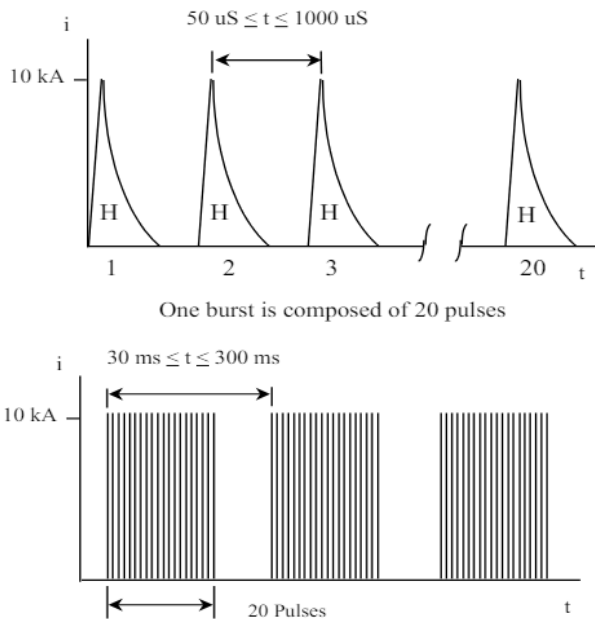 50 uS ≤ t ≤ 1000 uS
i
10 kA
H H H H
1 2 3 20 t
One burst is composed of 20 pulses
30 ms ≤ t ≤ 300 ms
i
10 kA
20 Pulses t